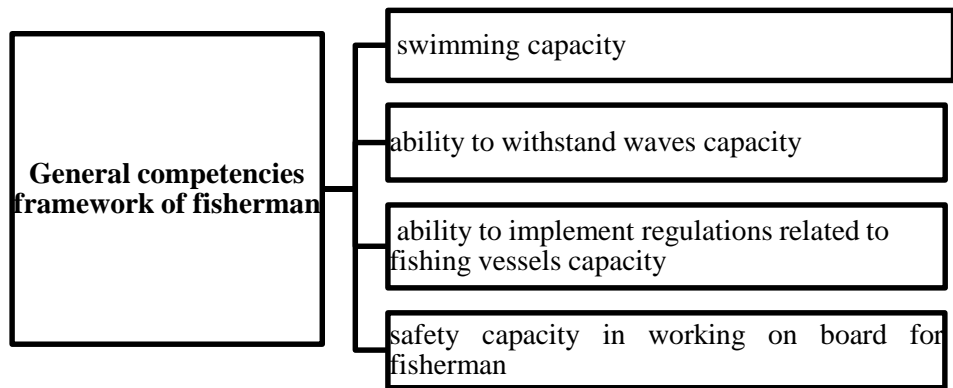 General competencies
framework of fisherman
swimming capacity
ability to withstand waves capacity
ability to implement regulations related to
fishing vessels capacity
safety capacity in working on board for
fisherman